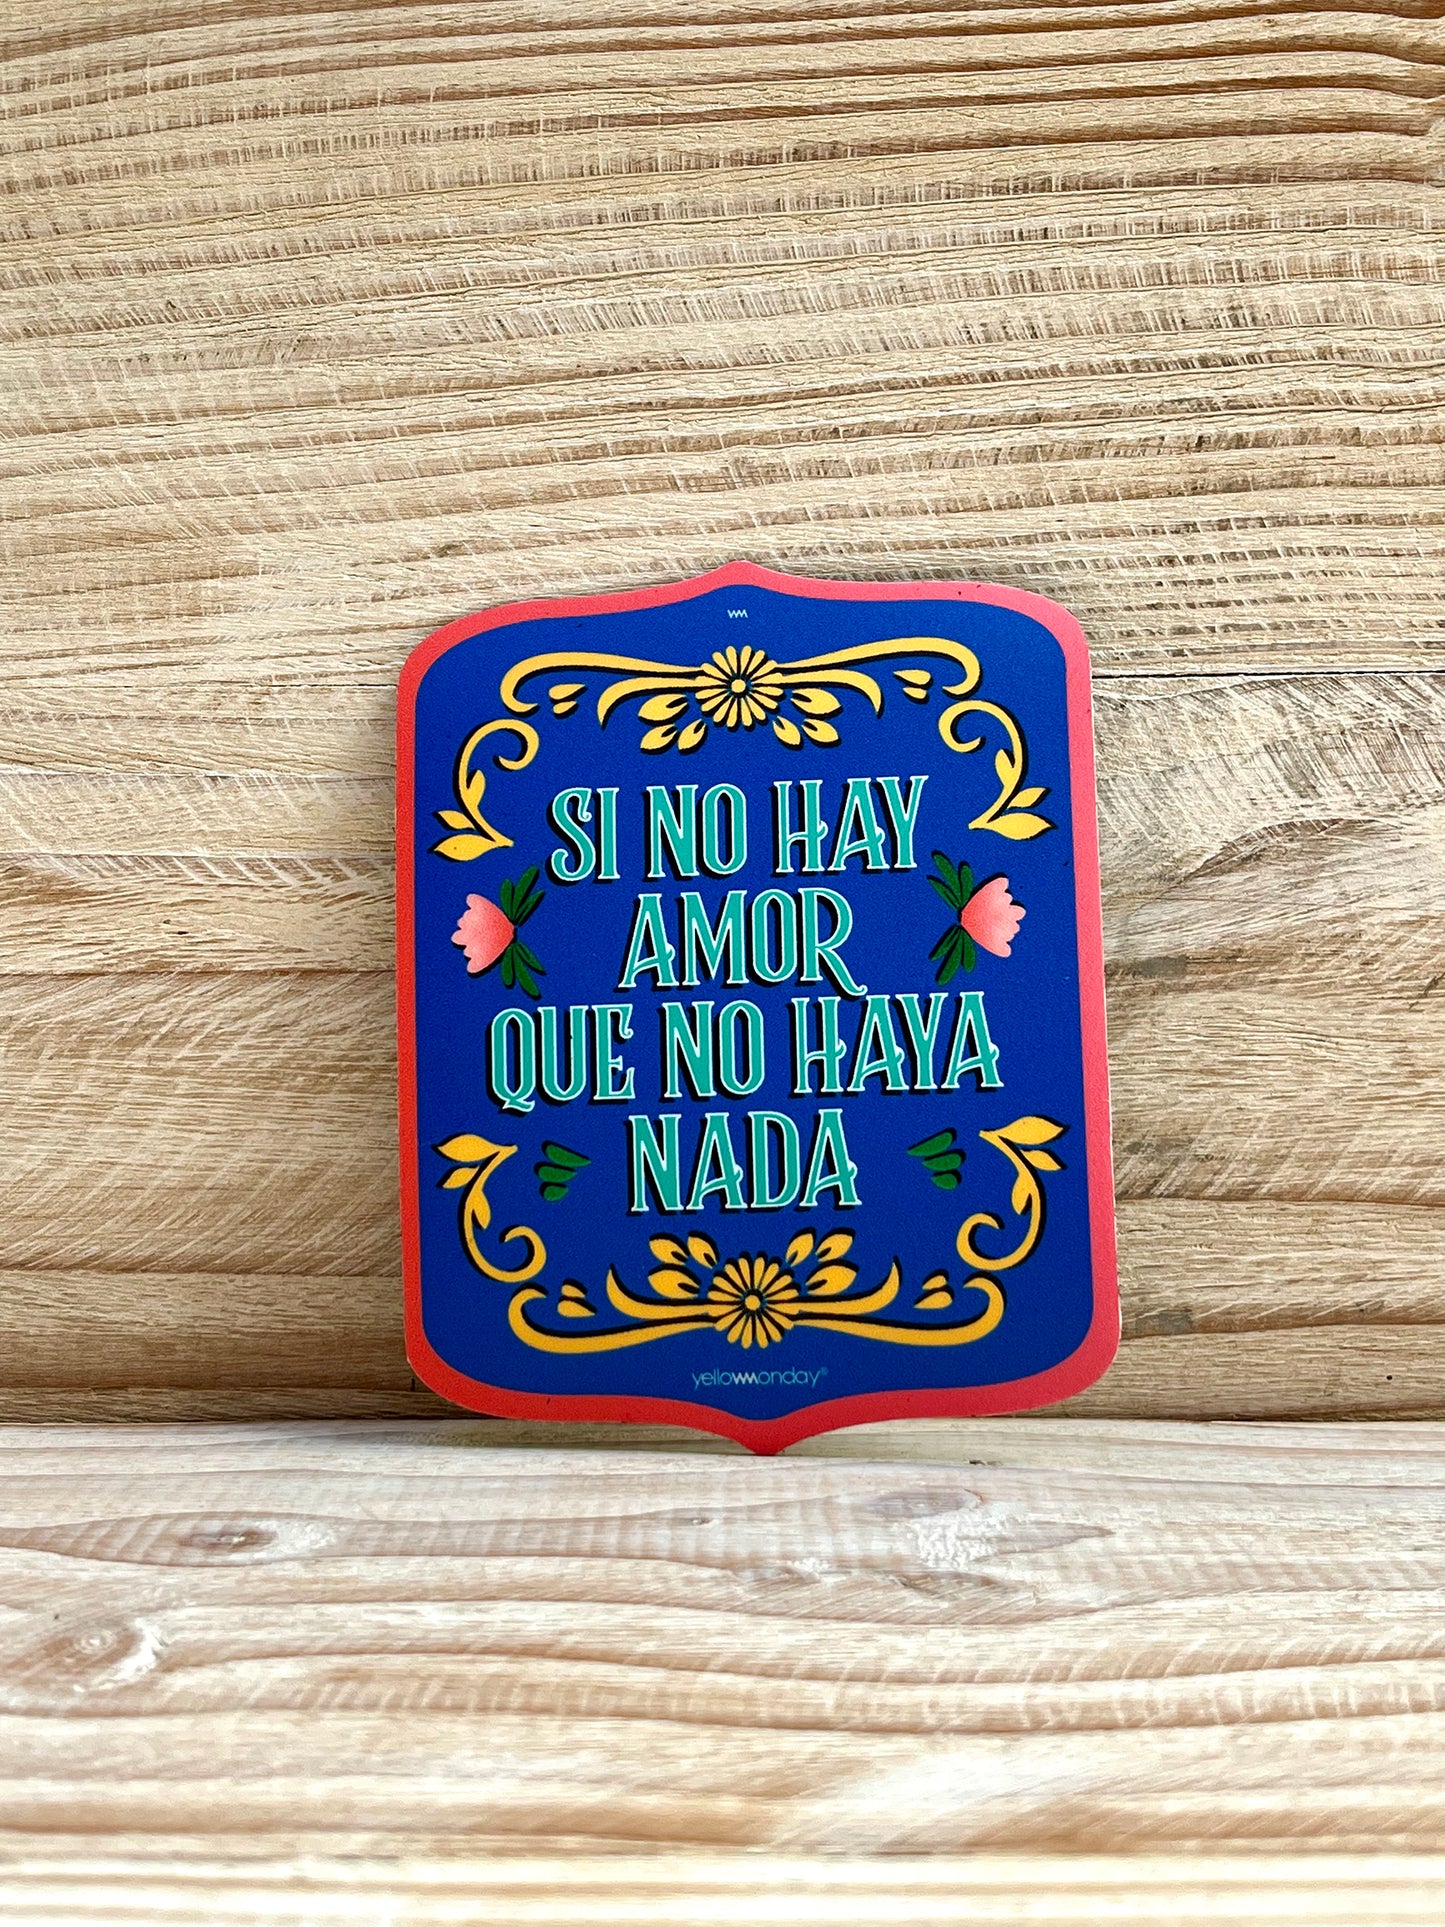 SI NO HAY
AMOR
QUE NO HAYA
NADA
yellowmonday®